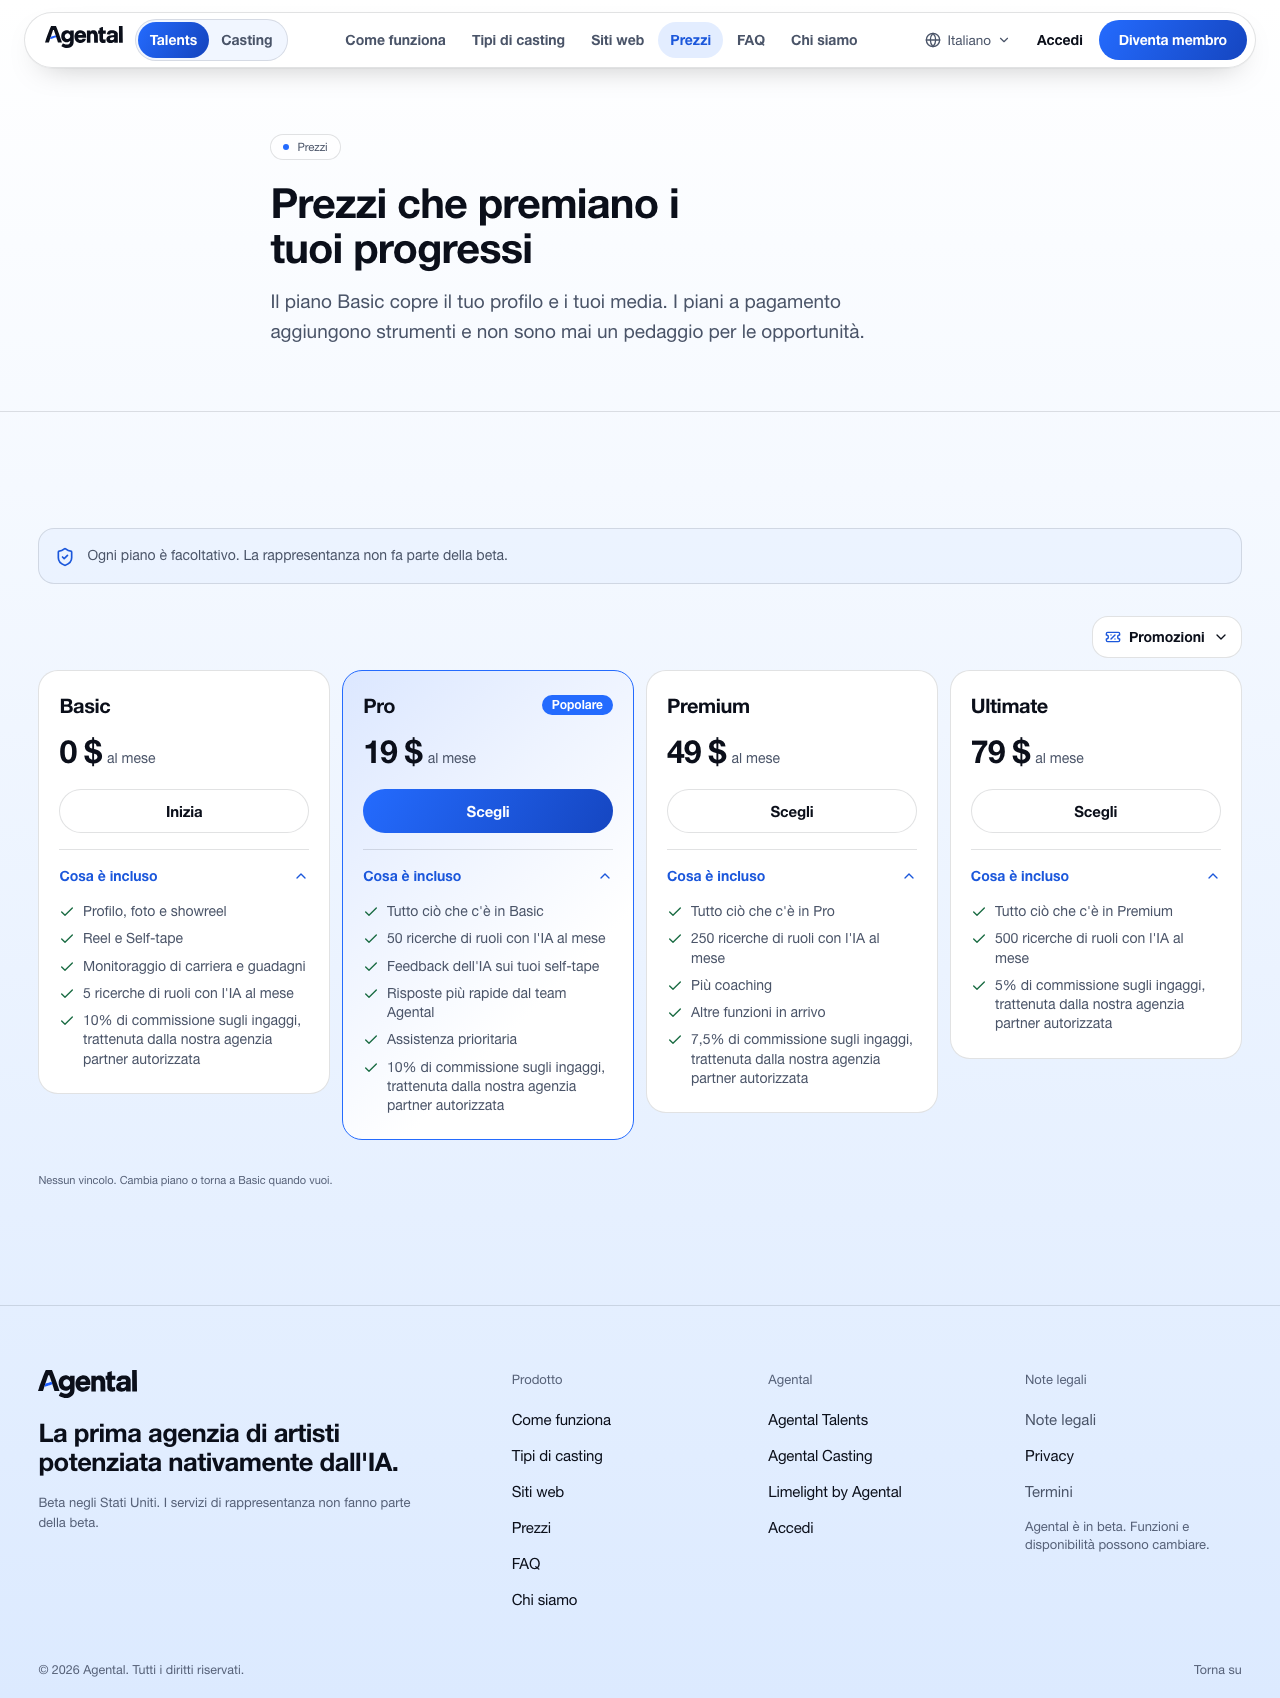 Agental
Talents
Casting
Come funziona
Tipi di casting
Siti web
Prezzi
FAQ
Chi siamo
Italiano
Accedi
Diventa membro
Prezzi
Prezzi che premiano i
tuoi progressi
Il piano Basic copre il tuo profilo e i tuoi media. I piani a pagamento
aggiungono strumenti e non sono mai un pedaggio per le opportunità.
Ogni piano è facoltativo. La rappresentanza non fa parte della beta.
Promozioni
Basic
0 $ al mese
Inizia
Cosa è incluso
Profilo, foto e showreel
Reel e Self-tape
Monitoraggio di carriera e guadagni
5 ricerche di ruoli con l'IA al mese
10% di commissione sugli ingaggi,
trattenuta dalla nostra agenzia
partner autorizzata
Pro
Popolare
19 $ al mese
Scegli
Cosa è incluso
Tutto ciò che c'è in Basic
50 ricerche di ruoli con l'IA al mese
Feedback dell'IA sui tuoi self-tape
Risposte più rapide dal team
Agental
Assistenza prioritaria
10% di commissione sugli ingaggi,
trattenuta dalla nostra agenzia
partner autorizzata
Premium
49 $ al mese
Scegli
Cosa è incluso
Tutto ciò che c'è in Pro
250 ricerche di ruoli con l'IA al
mese
Più coaching
Altre funzioni in arrivo
7,5% di commissione sugli ingaggi,
trattenuta dalla nostra agenzia
partner autorizzata
Ultimate
79 $ al mese
Scegli
Cosa è incluso
Tutto ciò che c'è in Premium
500 ricerche di ruoli con l'IA al
mese
5% di commissione sugli ingaggi,
trattenuta dalla nostra agenzia
partner autorizzata
Nessun vincolo. Cambia piano o torna a Basic quando vuoi.
Agental
La prima agenzia di artisti
potenziata nativamente dall'IA.
Beta negli Stati Uniti. I servizi di rappresentanza non fanno parte
della beta.
Prodotto
Come funziona
Tipi di casting
Siti web
Prezzi
FAQ
Chi siamo
Agental
Agental Talents
Agental Casting
Limelight by Agental
Accedi
Note legali
Note legali
Privacy
Termini
Agental è in beta. Funzioni e
disponibilità possono cambiare.
© 2026 Agental. Tutti i diritti riservati.
Torna su